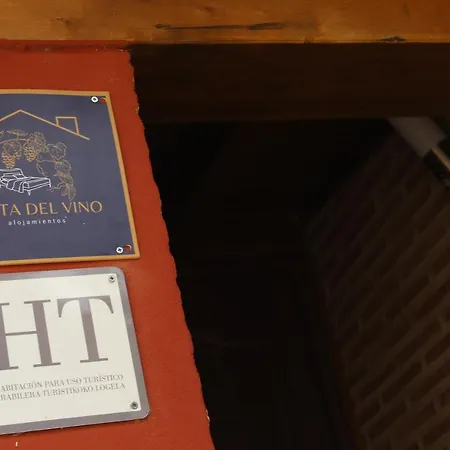 TA DEL VINO
alojamientos
HT
ABITACIÓN PARA USO TURÍSTICO
RABILERA TURISTIKOKO LOGELA